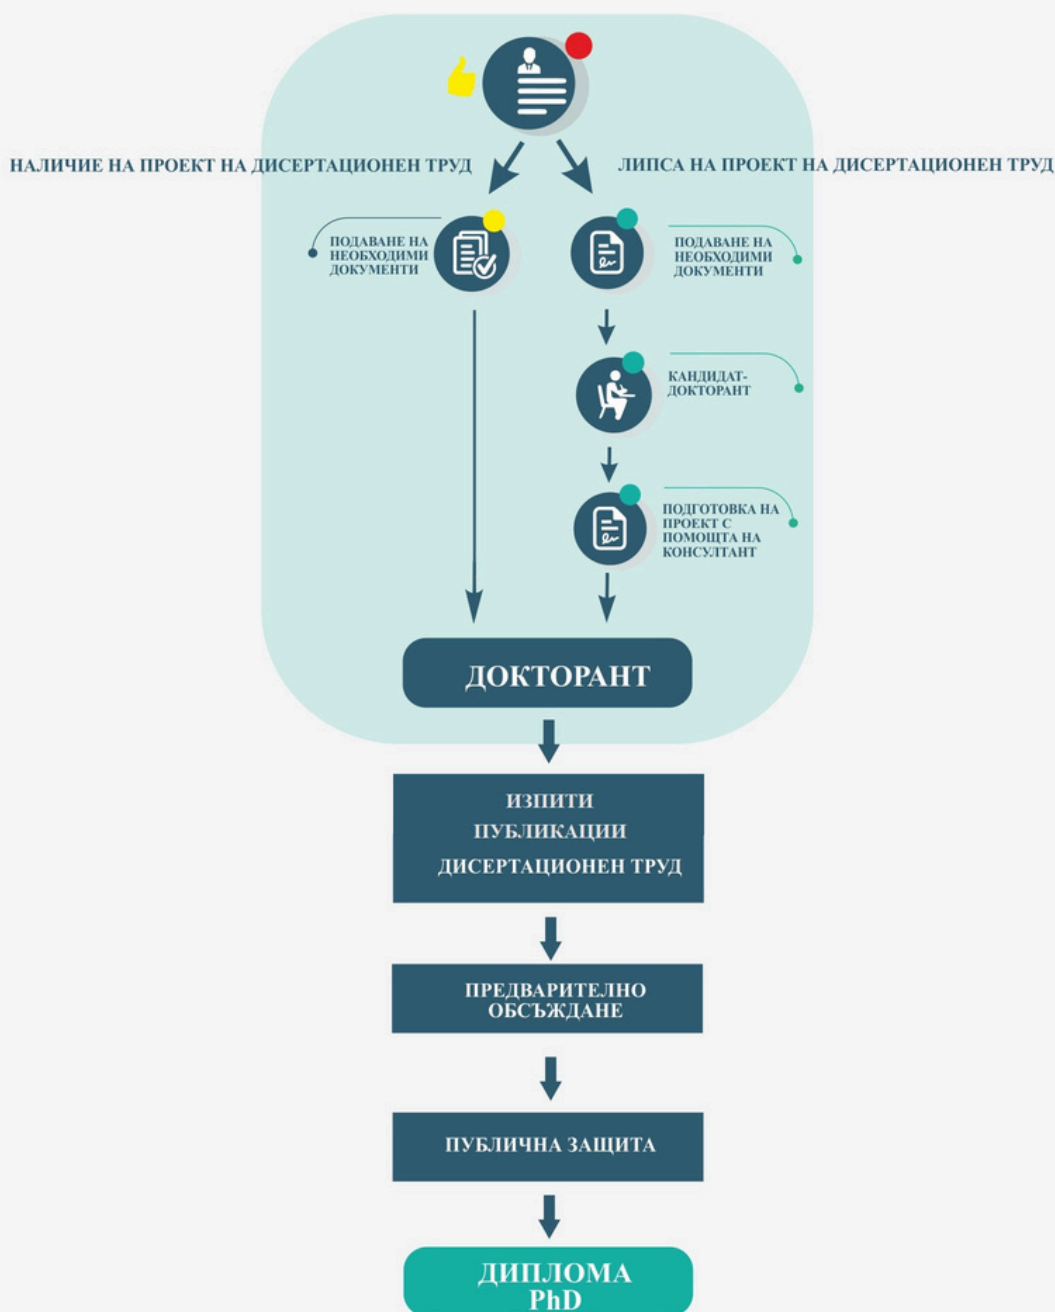 НАЛИЧИЕ НА ПРОЕКТ НА ДИСЕРТАЦИОНЕН ТРУД
ЛИПСА НА ПРОЕКТ НА ДИСЕРТАЦИОНЕН ТРУД
ПОДАВАНЕ НА
НЕОБХОДИМИ
ДОКУМЕНТИ
ПОДАВАНЕ НА
НЕОБХОДИМИ
ДОКУМЕНТИ
КАНДИДАТ-
ДОКТОРАНТ
ПОДГОТОВКА НА
ПРОЕКТ С
ПОМОЩТА НА
КОНСУЛТАНТ
ДОКТОРАНТ
ИЗПИТИ
ПУБЛИКАЦИИ
ДИСЕРТАЦИОНЕН ТРУД
ПРЕДВАРИТЕЛНО
ОБСЪЖДАНЕ
ПУБЛИЧНА ЗАЩИТА
ДИПЛОМА
PhD